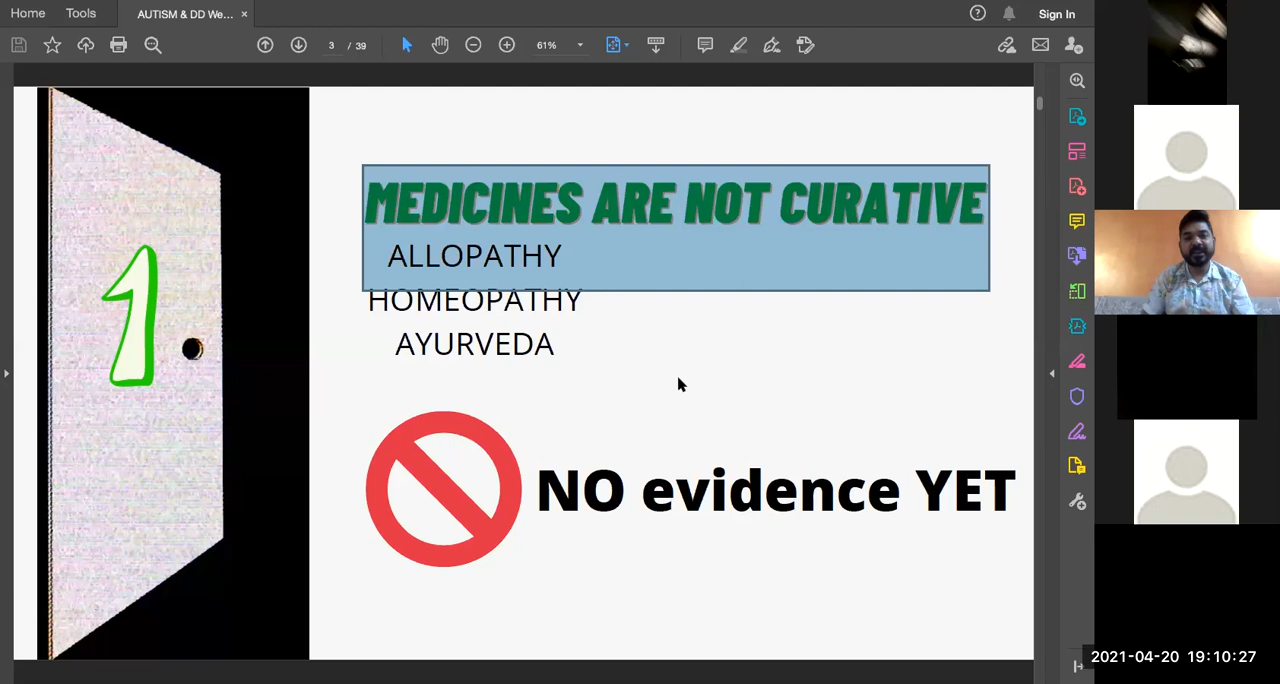 Home Tools AUTISM & DD We... × Sign In
3 / 39 61%
1
MEDICINES ARE NOT CURATIVE
ALLOPATHY
HOMEOPATHY
AYURVEDA
NO evidence YET
2021-04-20 19:10:27